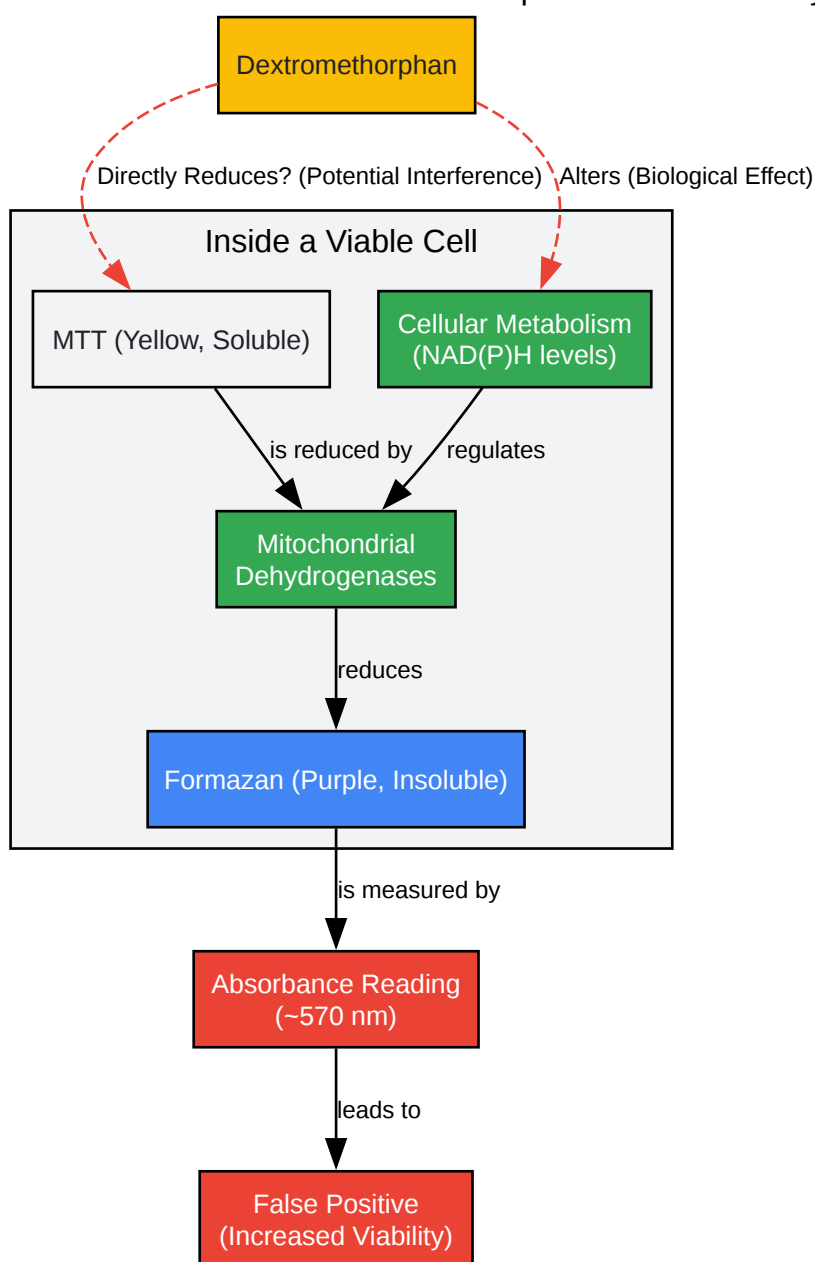 Dextromethorphan
Directly Reduces? (Potential Interference)
Alters (Biological Effect)
Inside a Viable Cell
MTT (Yellow, Soluble)
Cellular Metabolism
(NAD(P)H levels)
is reduced by
regulates
Mitochondrial
Dehydrogenases
reduces
Formazan (Purple, Insoluble)
is measured by
Absorbance Reading
(~570 nm)
leads to
False Positive
(Increased Viability)